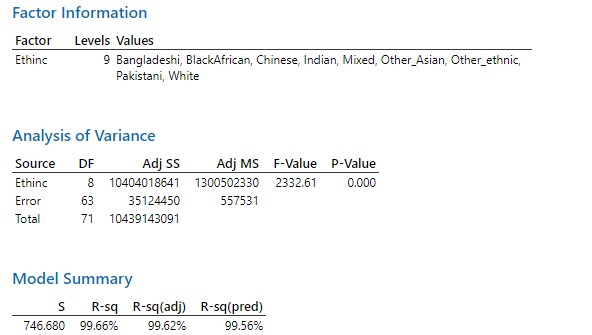 Factor Information
Factor Levels Values
Ethinc 9 Bangladeshi, BlackAfrican, Chinese, Indian, Mixed, Other_Asian, Other_ethnic,
Pakistani, White
Analysis of Variance
Source DF Adj SS Adj MS F-Value P-Value
Ethinc 8 10404018641 1300502330 2332.61 0.000
Error 63 35124450 557531
Total 71 10439143091
Model Summary
S R-sq R-sq(adj) R-sq(pred)
746.680 99.66% 99.62% 99.56%